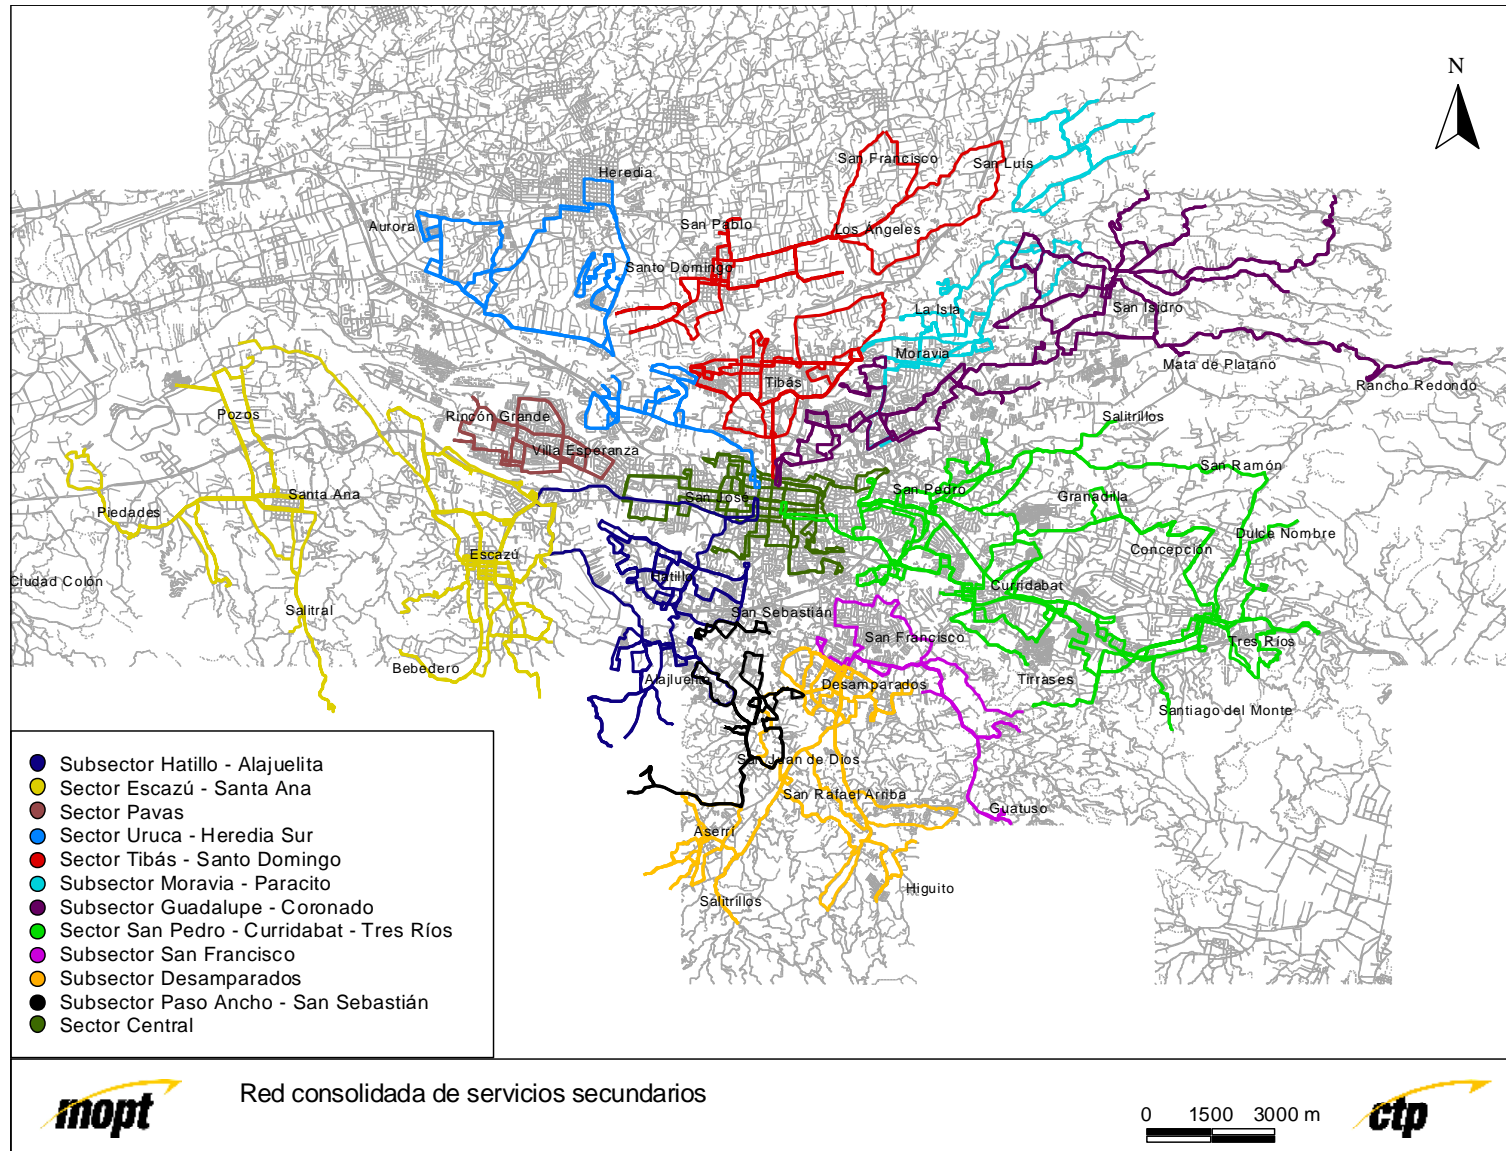 N
San Francisco
San Luís
Heredia
Aurora
San Pablo
Los Ángeles
Santo Domingo
La Isla
San Isidro
Moravia
Mata de Platano
Rancho Redondo
Tibás
Pozos
Rincón Grande
Salitrillos
Villa Esperanza
San Ramón
Santa Ana
San José
San Pedro
Granadilla
Piedades
Dulce Nombre
Concepción
Escazú
Ciudad Colón
Hatillo
Curridabat
Salitral
San Sebastián
San Francisco
Tres Ríos
Bebedero
Alajluelita
Desamparados
Tirrases
Santiago del Monte
San Juan de Dios
San Rafael Arriba
Guatuso
Aserrí
Higuito
Salitrillos
Subsector Hatillo - Alajuelita
Sector Escazú - Santa Ana
Sector Pavas
Sector Uruca - Heredia Sur
Sector Tibás - Santo Domingo
Subsector Moravia - Paracito
Subsector Guadalupe - Coronado
Sector San Pedro - Curridabat - Tres Ríos
Subsector San Francisco
Subsector Desamparados
Subsector Paso Ancho - San Sebastián
Sector Central
mopt
Red consolidada de servicios secundarios
0 1500 3000 m
ctp